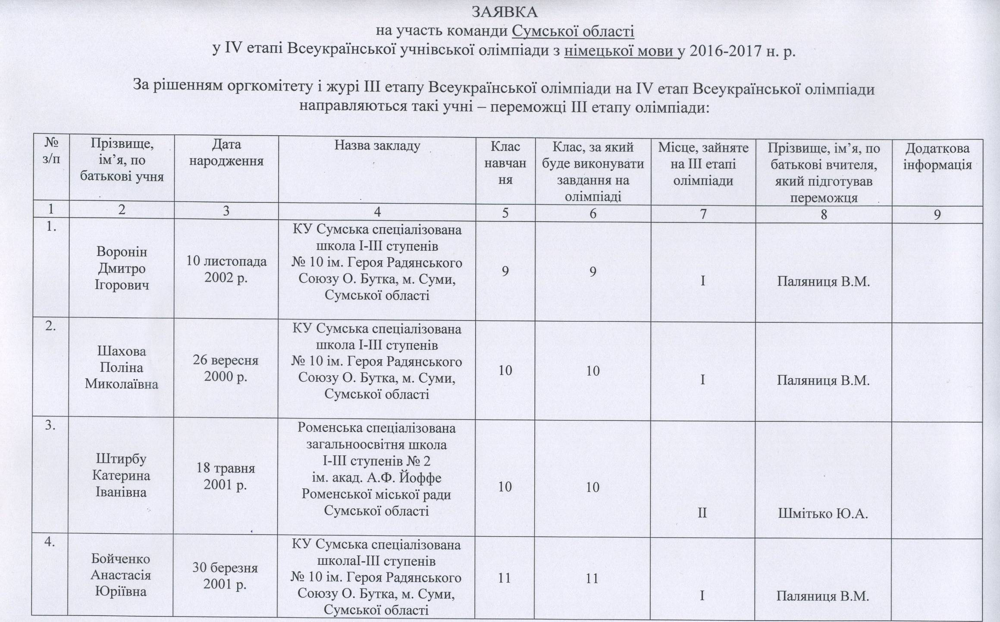 ЗАЯВКА
на участь команди Сумської області
у IV етапі Всеукраїнської учнівської олімпіади з німецької мови у 2016-2017 н. р.
За рішенням оргкомітету і журі III етапу Всеукраїнської олімпіади на IV етап Всеукраїнської олімпіади
направляються такі учні – переможці III етапу олімпіади:
№
з/п
Прізвище,
ім’я, по
батькові учня
Дата
народження
Назва закладу
Клас
навчан
ня
Клас, за який
буде виконувати
завдання на
олімпіаді
Місце, зайняте
на III етапі
олімпіади
Прізвище, ім’я, по
батькові вчителя,
який підготував
переможця
Додаткова
інформація
1
2
3
4
5
6
7
8
9
1.
Воронін
Дмитро
Ігорович
10 листопада
2002 р.
КУ Сумська спеціалізована
школа I-III ступенів
№ 10 ім. Героя Радянського
Союзу О. Бутка, м. Суми,
Сумської області
9
9
I
Паляниця В.М.
2.
Шахова
Поліна
Миколаївна
26 вересня
2000 р.
КУ Сумська спеціалізована
школа I-III ступенів
№ 10 ім. Героя Радянського
Союзу О. Бутка, м. Суми,
Сумської області
10
10
I
Паляниця В.М.
3.
Штирбу
Катерина
Іванівна
18 травня
2001 р.
Роменська спеціалізована
загальноосвітня школа
I-III ступенів № 2
ім. акад. А.Ф. Йоффе
Роменської міської ради
Сумської області
10
10
II
Шмітько Ю.А.
4.
Бойченко
Анастасія
Юріївна
30 березня
2001 р.
КУ Сумська спеціалізована
школаI-III ступенів
№ 10 ім. Героя Радянського
Союзу О. Бутка, м. Суми,
Сумської області
11
11
I
Паляниця В.М.